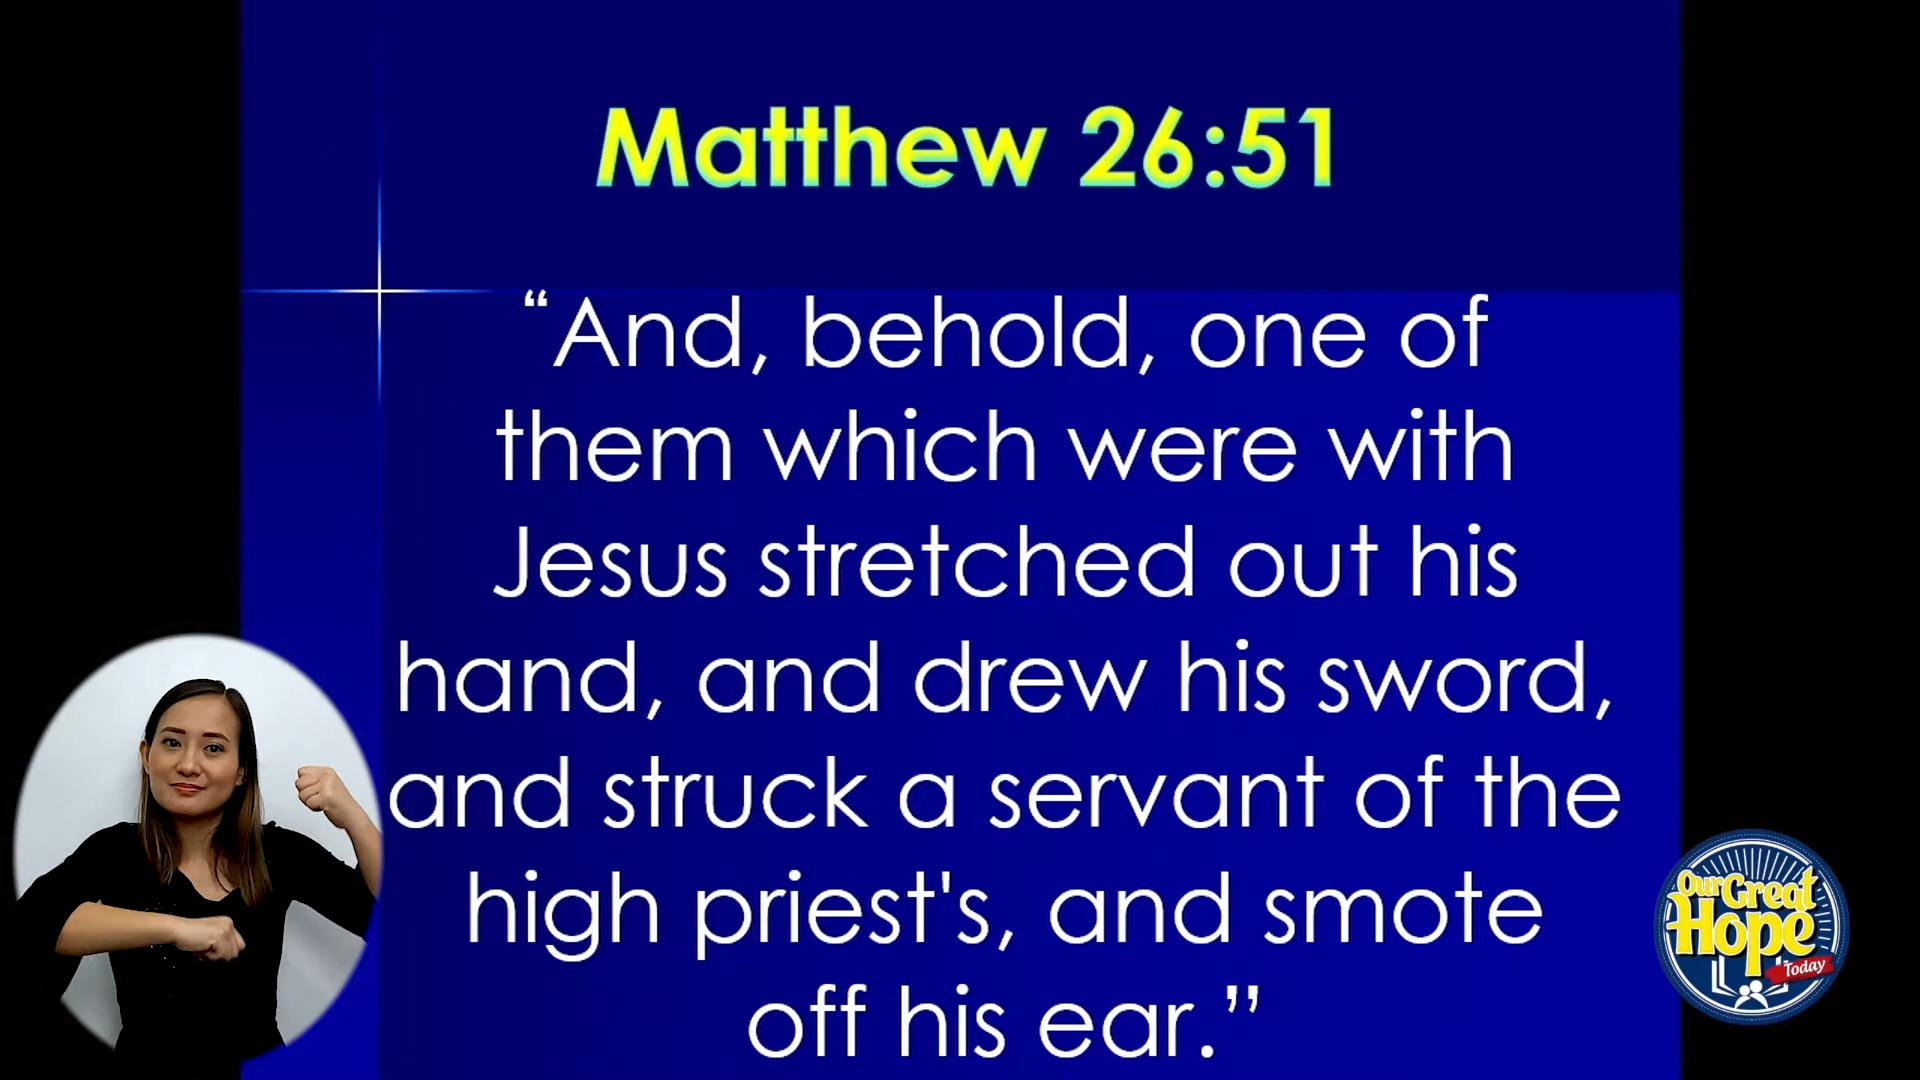 Matthew 26:51
“And, behold, one of
them which were with
Jesus stretched out his
hand, and drew his sword,
and struck a servant of the
high priest's, and smote
off his ear.”
Our Great
Hope
Today